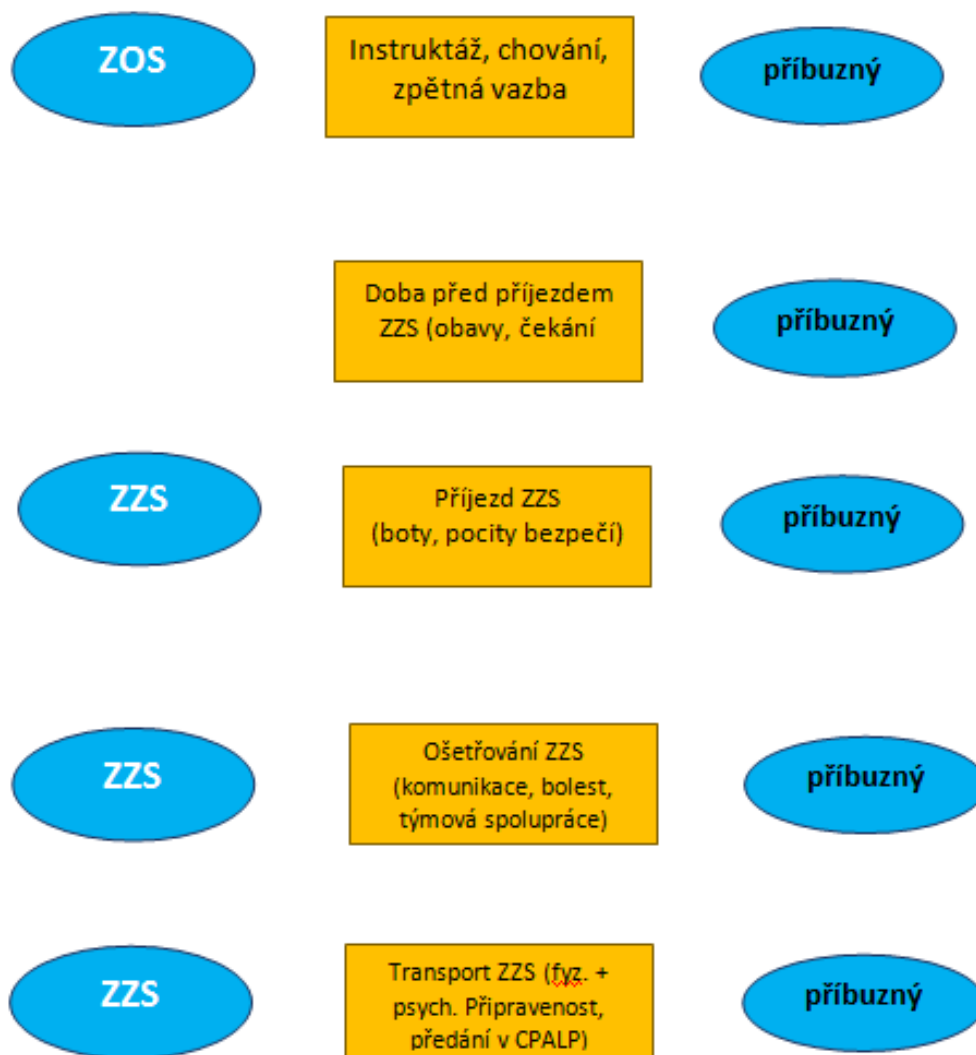 ZOS
Instruktáž, chování,
zpětná vazba
příbuzný
Doba před příjezdem
ZZS (obavy, čekání
příbuzný
ZZS
Příjezd ZZS
(boty, pocity bezpečí)
příbuzný
ZZS
Ošetřování ZZS
(komunikace, bolest,
týmová spolupráce)
příbuzný
ZZS
Transport ZZS (fyz. +
psych. Připravenost,
předání v CPALP)
příbuzný